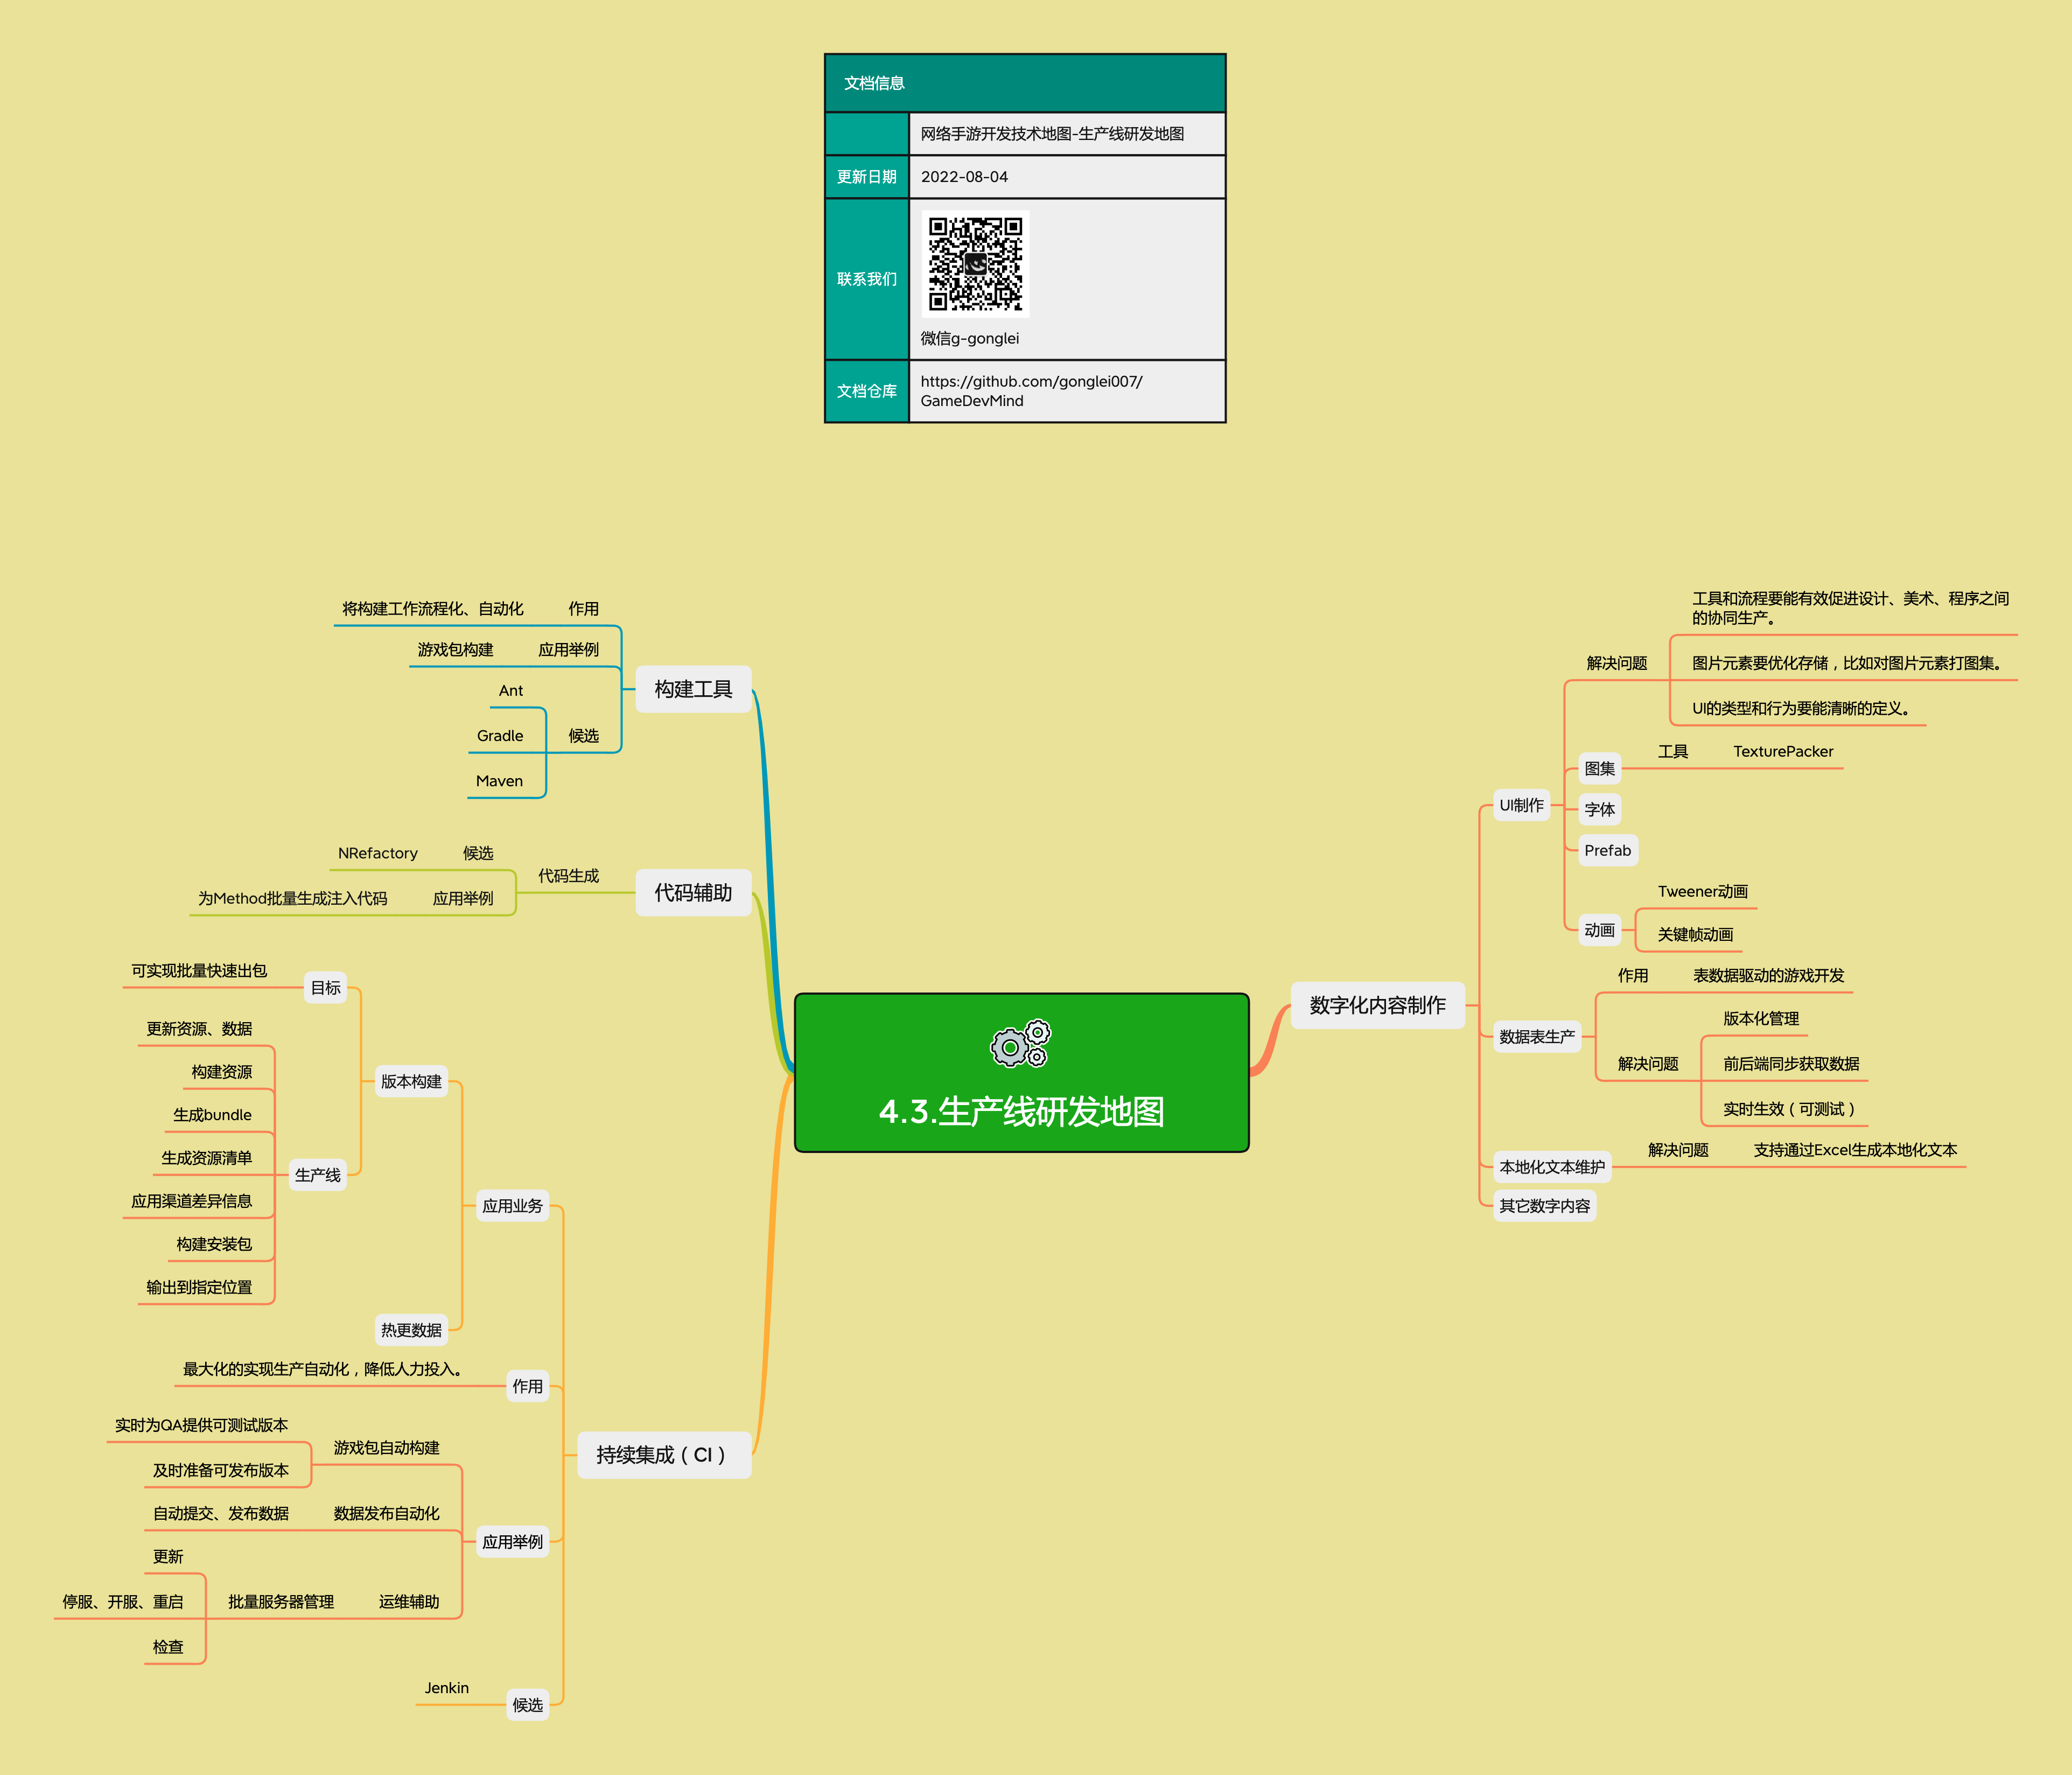 文档信息
网络手游开发技术地图-生产线研发地图
更新日期
2022-08-04
联系我们
微信g-gonglei
文档仓库
https://github.com/gonglei007/
GameDevMind
4.3.生产线研发地图
构建工具
作用
将构建工作流程化、自动化
应用举例
游戏包构建
候选
Ant
Gradle
Maven
代码辅助
代码生成
候选
NRefactory
应用举例
为Method批量生成注入代码
持续集成（CI）
应用业务
版本构建
目标
可实现批量快速出包
生产线
更新资源、数据
构建资源
生成bundle
生成资源清单
应用渠道差异信息
构建安装包
输出到指定位置
热更数据
作用
最大化的实现生产自动化，降低人力投入。
应用举例
游戏包自动构建
实时为QA提供可测试版本
及时准备可发布版本
数据发布自动化
自动提交、发布数据
运维辅助
批量服务器管理
更新
停服、开服、重启
检查
候选
Jenkin
数字化内容制作
UI制作
解决问题
工具和流程要能有效促进设计、美术、程序之间
的协同生产。
图片元素要优化存储，比如对图片元素打图集。
UI的类型和行为要能清晰的定义。
图集
工具
TexturePacker
字体
Prefab
动画
Tweener动画
关键帧动画
数据表生产
作用
表数据驱动的游戏开发
解决问题
版本化管理
前后端同步获取数据
实时生效（可测试）
本地化文本维护
解决问题
支持通过Excel生成本地化文本
其它数字内容